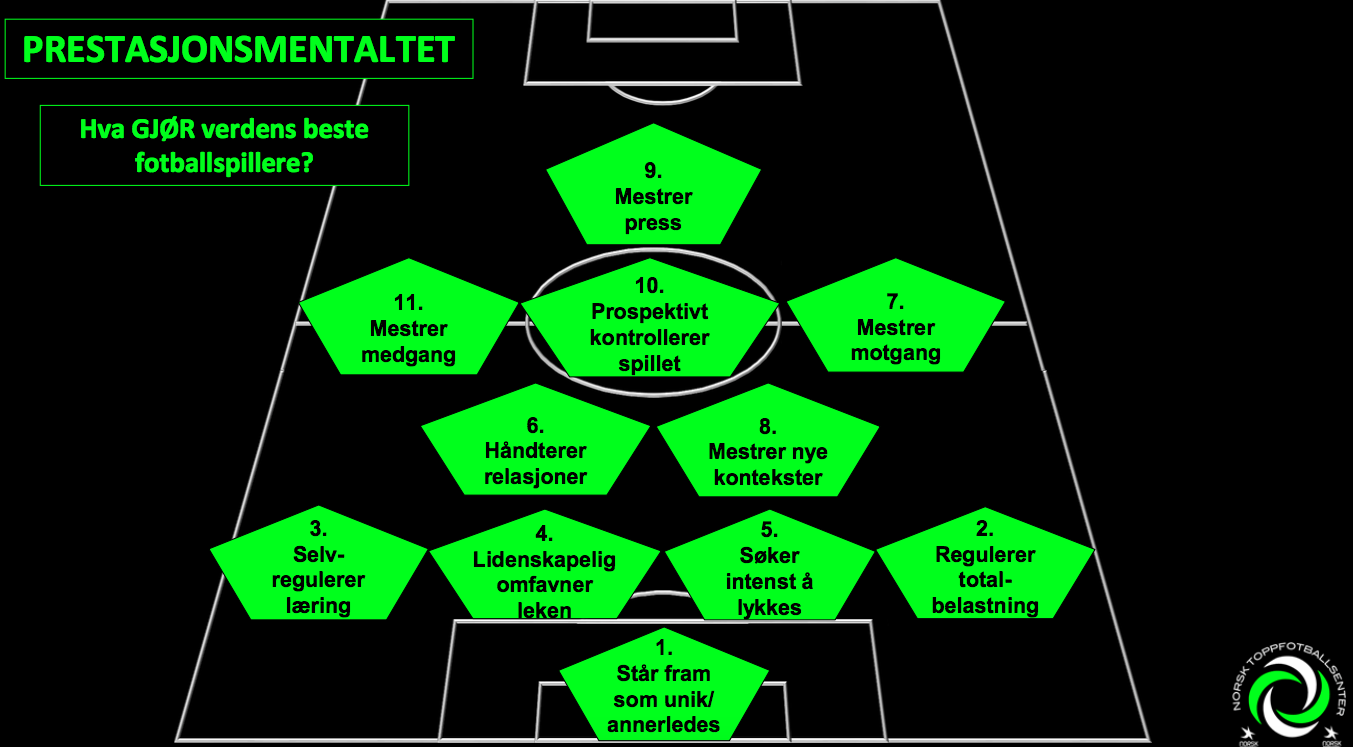 PRESTASJONSMENTALTET
Hva GJØR verdens beste
fotballspillere?
9.
Mestrer
press
11.
Mestrer
medgang
10.
Prospektivt
kontrollerer
spillet
7.
Mestrer
motgang
6.
Håndterer
relasjoner
8.
Mestrer nye
kontekster
3.
Selv-
regulerer
læring
4.
Lidenskapelig
omfavner
leken
5.
Søker
intenst å
lykkes
2.
Regulerer
total-
belastning
1.
Står fram
som unik/
annerledes
NORSK TOPPFOTBALLSENTER
NORSK
NORSK